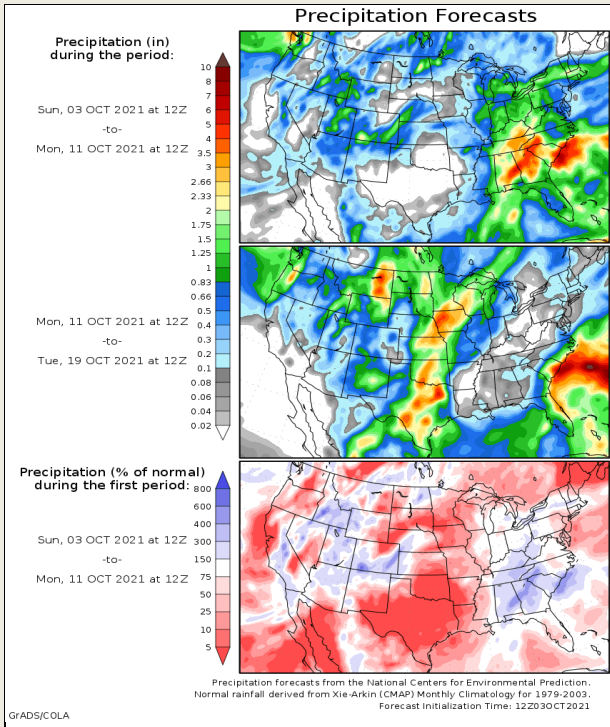 Precipitation Forecasts
Precipitation (in)
during the period:
Sun, 03 OCT 2021 at 12Z
-to-
Mon, 11 OCT 2021 at 12Z
10
8
7
6
5
4
3.5
3
2.66
2.33
2
1.75
1.5
1.25
1
0.83
0.66
0.5
0.4
0.3
0.2
0.1
0.08
0.06
0.04
0.02
Mon, 11 OCT 2021 at 12Z
-to-
Tue, 19 OCT 2021 at 12Z
Precipitation (% of normal)
during the first period:
Sun, 03 OCT 2021 at 12Z
-to-
Mon, 11 OCT 2021 at 12Z
800
600
400
300
150
75
50
25
10
5
Precipitation forecasts from the National Centers for Environmental Prediction.
Normal rainfall derived from Xie-Arkin (CMAP) Monthly Climatology for 1979-2003.
Forecast Initialization Time: 12Z03OCT2021
GrADS/COLA